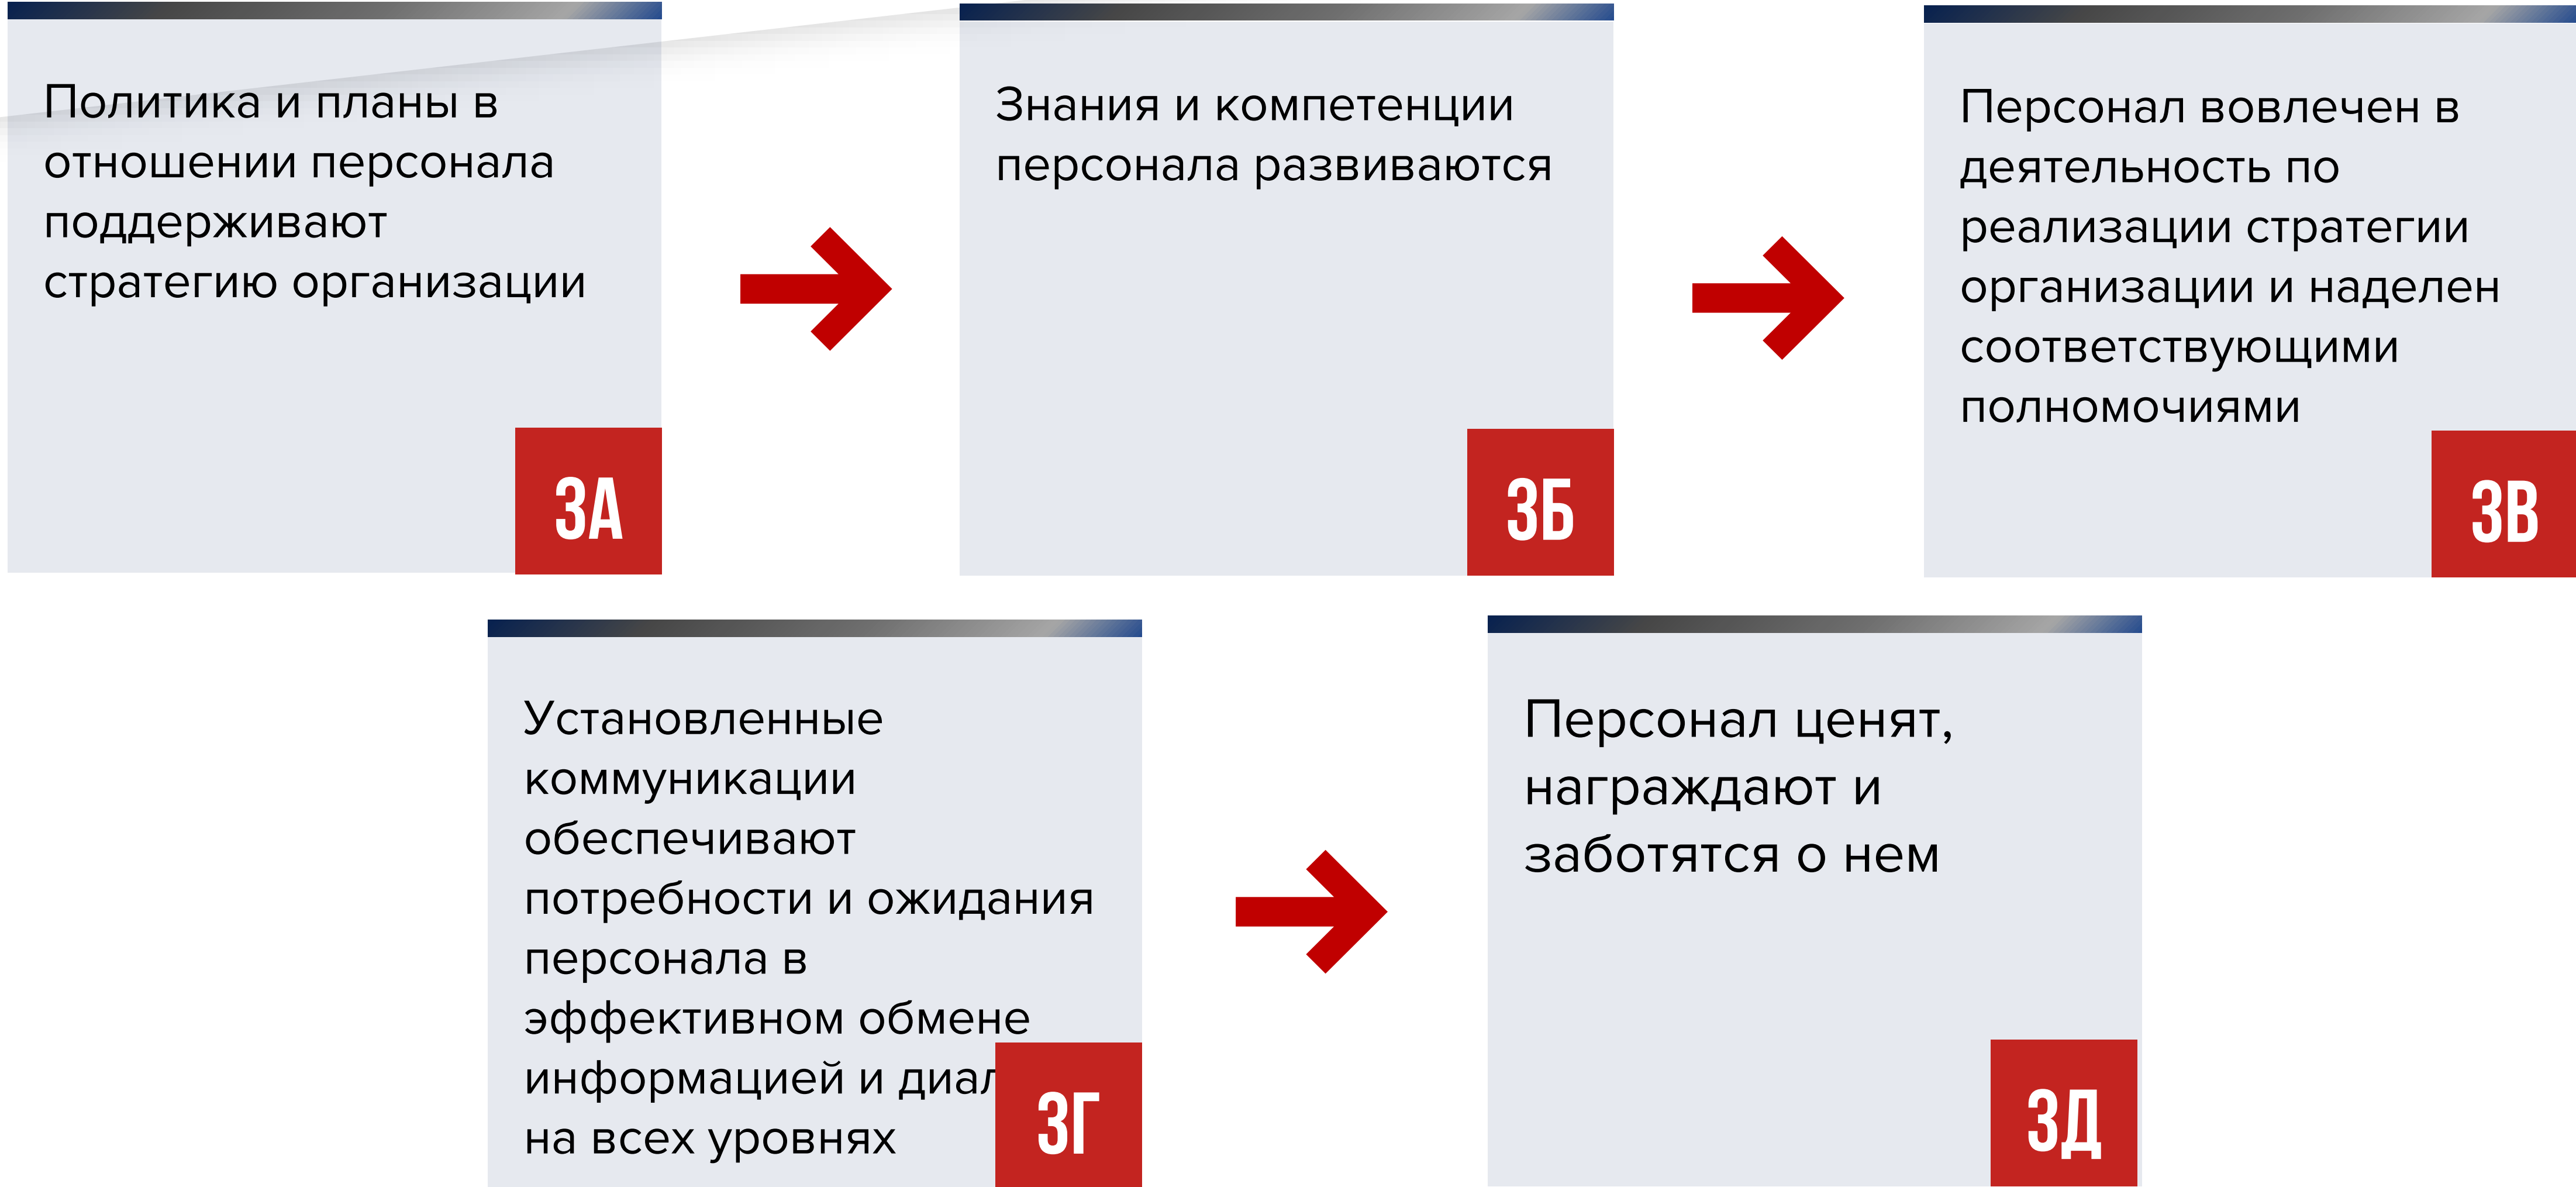 Политика и планы в
отношении персонала
поддерживают
стратегию организации
3А
Знания и компетенции
персонала развиваются
3Б
Персонал вовлечен в
деятельность по
реализации стратегии
организации и наделен
соответствующими
полномочиями
3В
Установленные
коммуникации
обеспечивают
потребности и ожидания
персонала в
эффективном обмене
информацией и
на всех уровнях
3Г
Персонал ценят,
награждают и
заботятся о нем
3Д